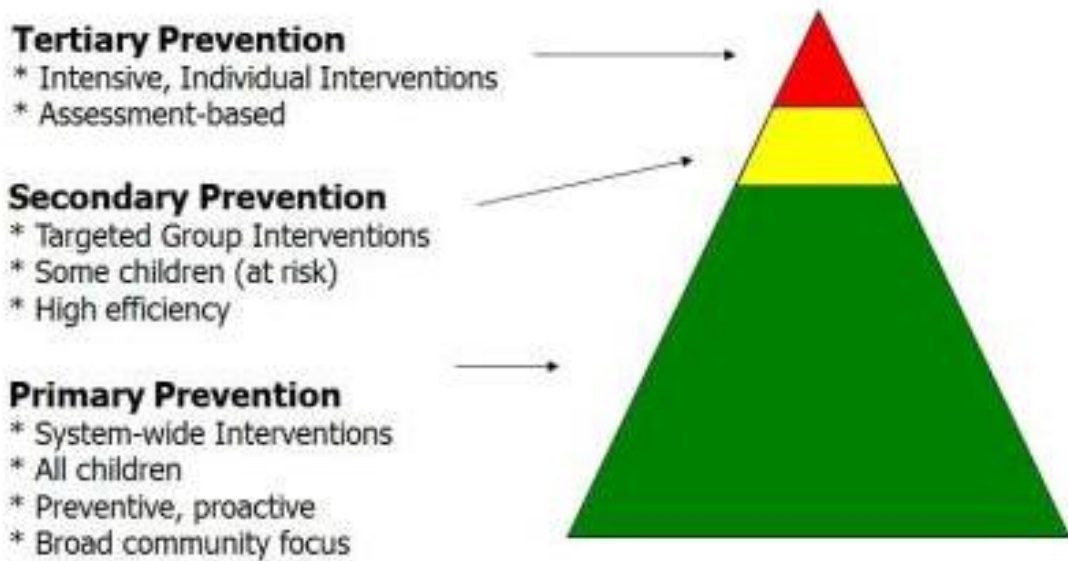 Tertiary Prevention
* Intensive, Individual Interventions
* Assessment-based
Secondary Prevention
* Targeted Group Interventions
* Some children (at risk)
* High efficiency
Primary Prevention
* System-wide Interventions
* All children
* Preventive, proactive
* Broad community focus